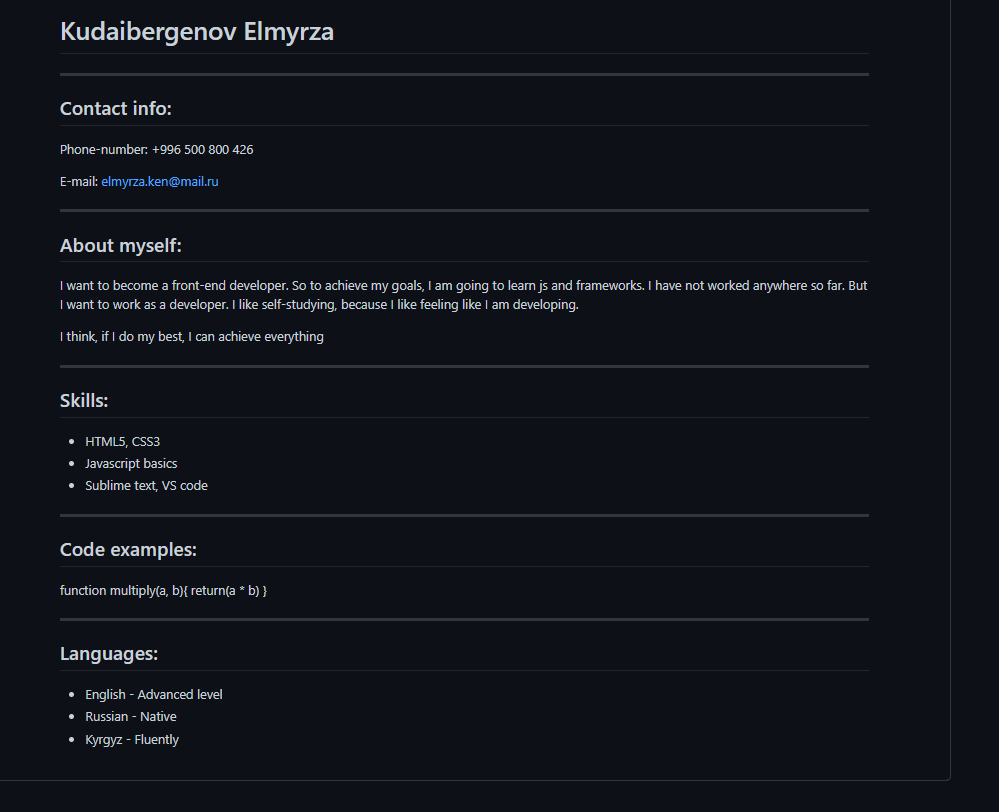 Kudaibergenov Elmyrza
Contact info:
Phone-number: +996 500 800 426
E-mail: elmyrza.ken@mail.ru
About myself:
I want to become a front-end developer. So to achieve my goals, I am going to learn js and frameworks. I have not worked anywhere so far. But
I want to work as a developer. I like self-studying, because I like feeling like I am developing.
I think, if I do my best, I can achieve everything
Skills:
HTML5, CSS3
Javascript basics
Sublime text, VS code
Code examples:
function multiply(a, b){ return(a * b) }
Languages:
English - Advanced level
Russian - Native
Kyrgyz - Fluently